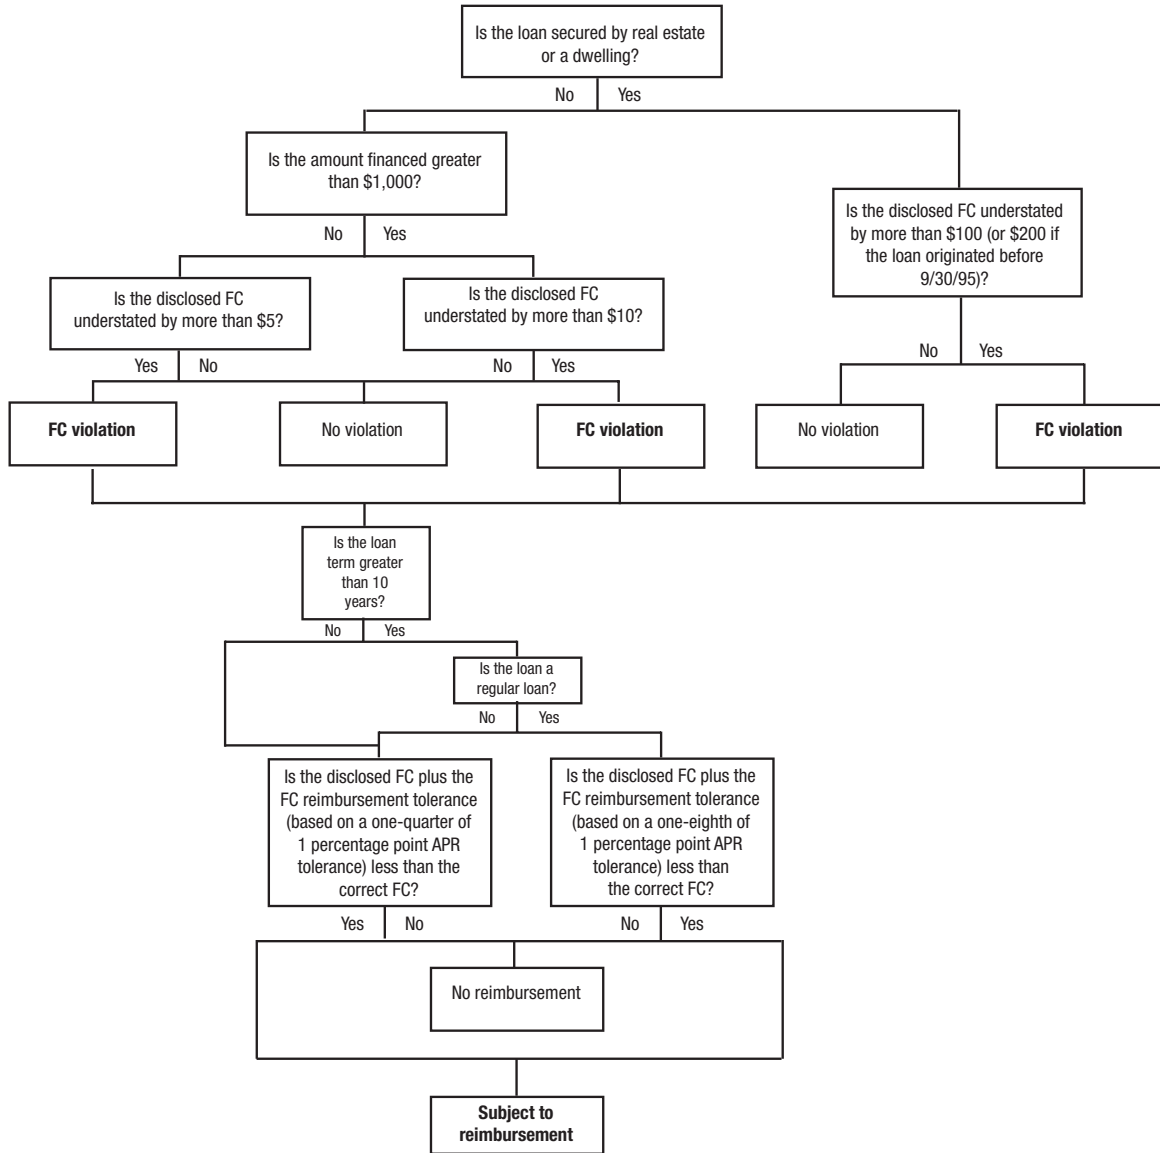 Is the loan secured by real estate
or a dwelling?
No
Yes
Is the amount financed greater
than $1,000?
Is the disclosed FC understated
by more than $100 (or $200 if
the loan originated before
9/30/95)?
No
Yes
Is the disclosed FC
understated by more than $5?
Is the disclosed FC
understated by more than $10?
Yes
No
No
Yes
No
Yes
FC violation
No violation
FC violation
No violation
FC violation
Is the loan
term greater
than 10
years?
No
Yes
Is the loan a
regular loan?
No
Yes
Is the disclosed FC plus the
FC reimbursement tolerance
(based on a one-quarter of
1 percentage point APR
tolerance) less than the
correct FC?
Is the disclosed FC plus the
FC reimbursement tolerance
(based on a one-eighth of
1 percentage point APR
tolerance) less than
the correct FC?
Yes
No
No
Yes
No reimbursement
Subject to
reimbursement